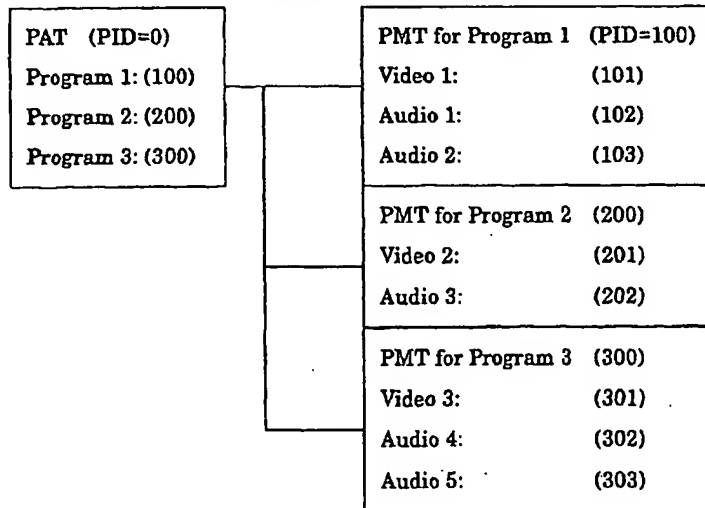 PAT (PID=0)
Program 1: (100)
Program 2: (200)
Program 3: (300)
PMT for Program 1 (PID=100)
Video 1: (101)
Audio 1: (102)
Audio 2: (103)
PMT for Program 2 (200)
Video 2: (201)
Audio 3: (202)
PMT for Program 3 (300)
Video 3: (301)
Audio 4: (302)
Audio 5: (303)